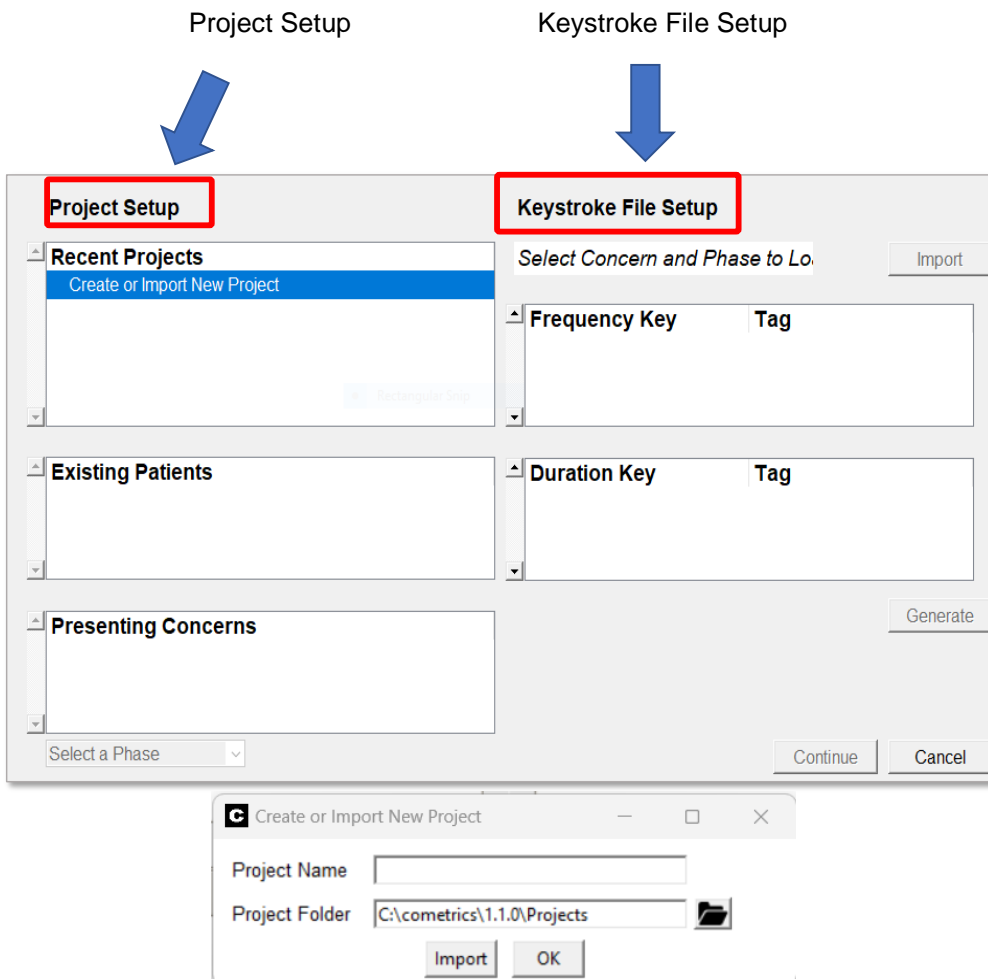 Project Setup
Keystroke File Setup
Project Setup
Keystroke File Setup
Recent Projects
Create or Import New Project
Select Concern and Phase to Lo
Import
Frequency Key Tag
Rectangular Snip
Existing Patients
Duration Key Tag
Presenting Concerns
Generate
Select a Phase
Continue
Cancel
C Create or Import New Project
Project Name
Project Folder C:\cometrics\1.1.0\Projects
Import OK